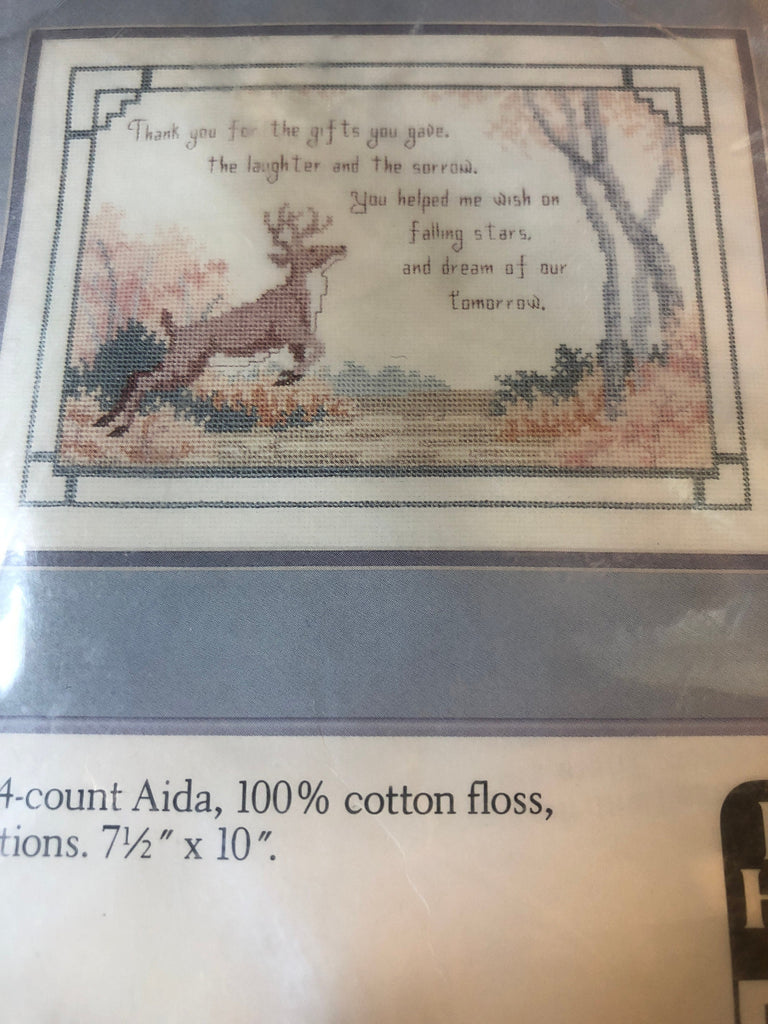 Thank you for the gifts you gave.
the laughter and the sorrow.
You helped me wish on
falling stars,
and dream of our
tomorrow.
4-count Aida, 100% cotton floss,
tions. 7½" x 10".
H